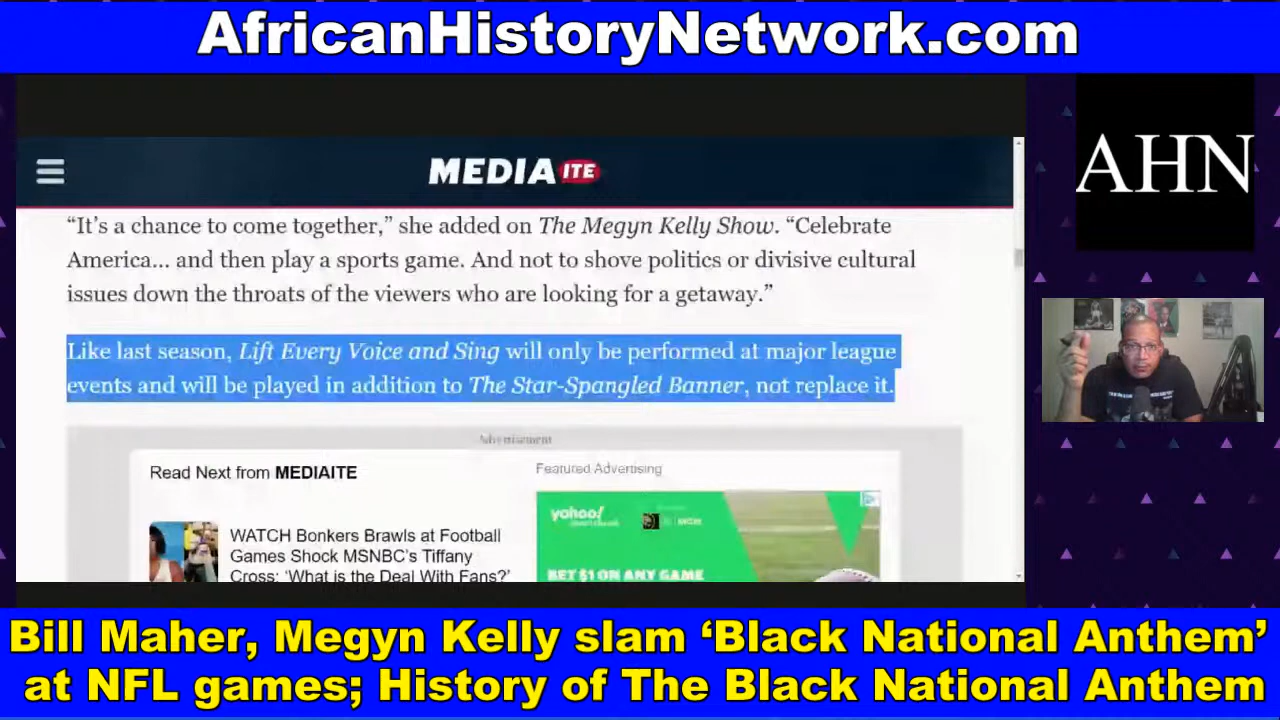 AfricanHistoryNetwork.com
MEDIAITE
AHN
“It’s a chance to come together,” she added on The Megyn Kelly Show. “Celebrate
America... and then play a sports game. And not to shove politics or divisive cultural
issues down the throats of the viewers who are looking for a getaway.”
Like last season, Lift Every Voice and Sing will only be performed at major league
events and will be played in addition to The Star-Spangled Banner, not replace it.
Advertisement
Read Next from MEDIAITE
Featured Advertising
WATCH Bonkers Brawls at Football
Games Shock MSNBC’s Tiffany
Cross: ‘What is the Deal With Fans?’
yahoo!
BET $1 ON ANY GAME
Bill Maher, Megyn Kelly slam ‘Black National Anthem’
at NFL games; History of The Black National Anthem